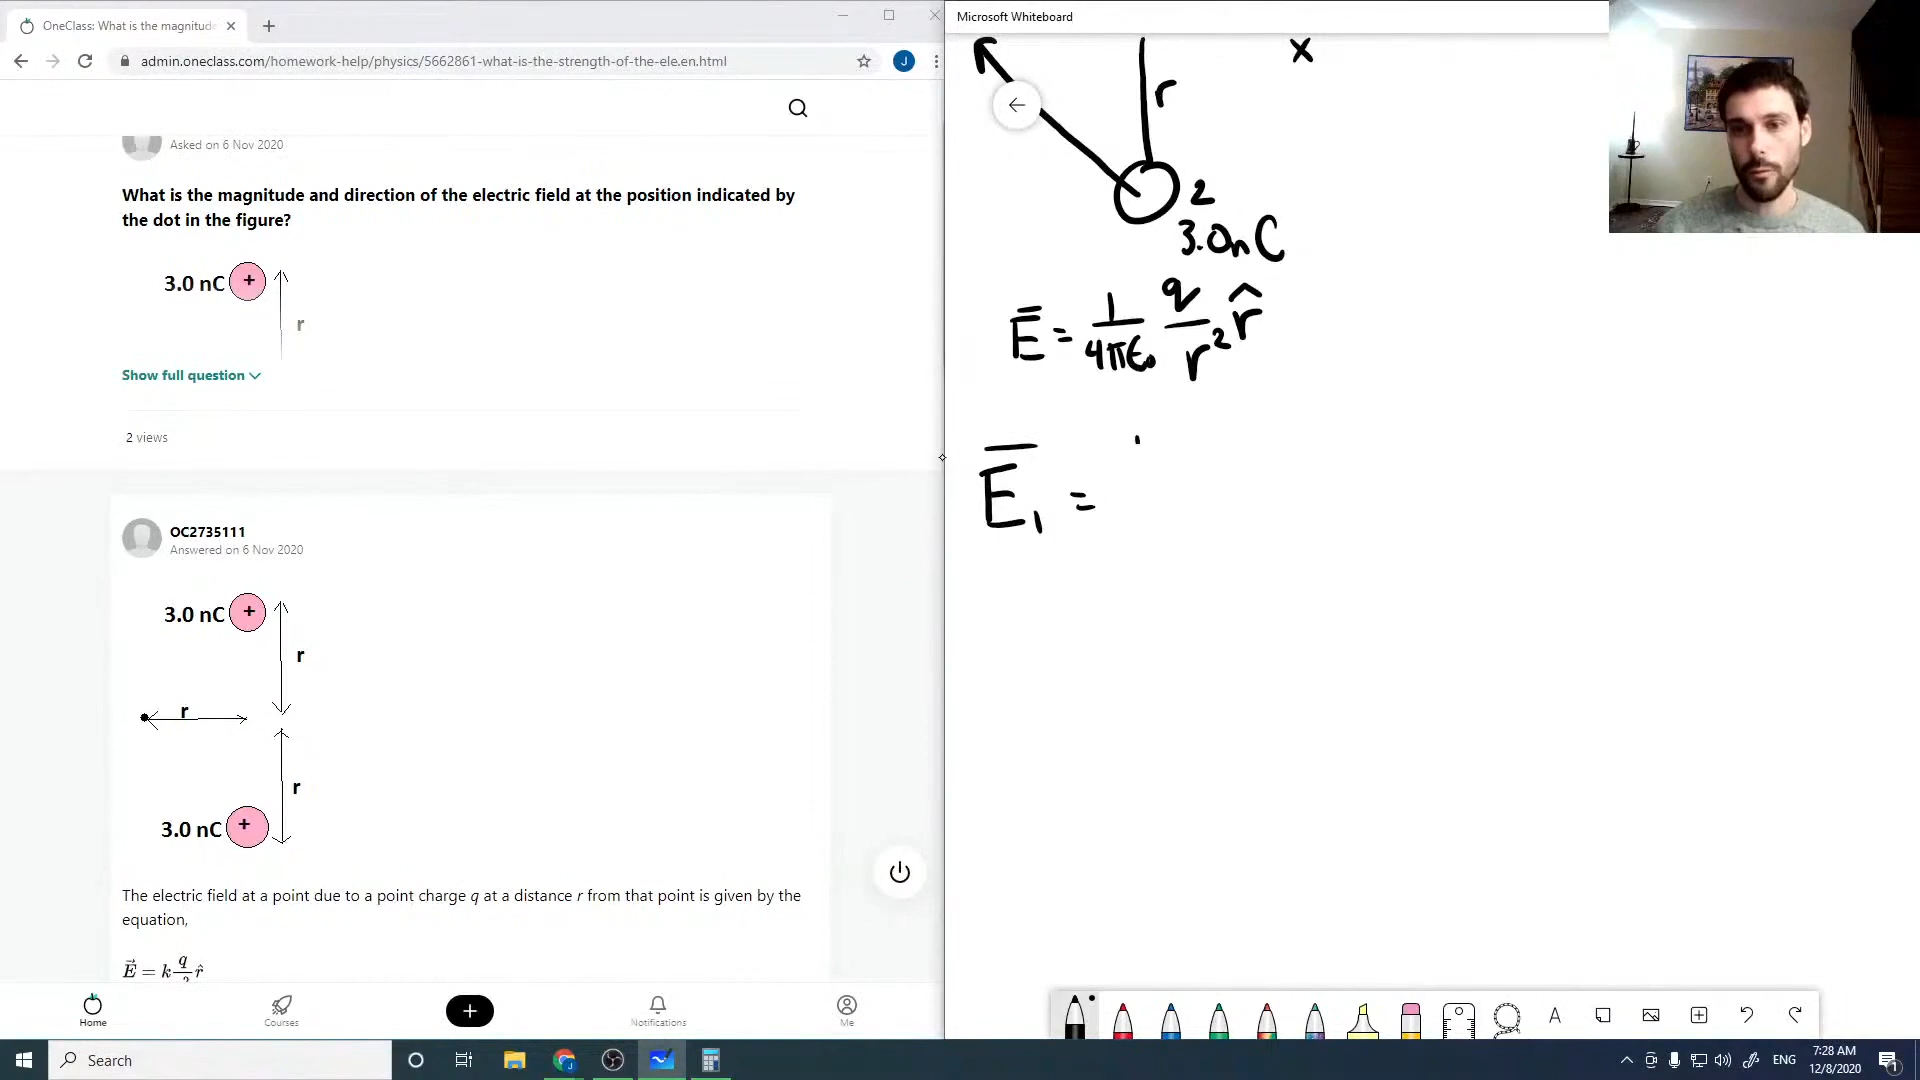 OneClass: What is the magnitude
admin.oneclass.com/homework-help/physics/5662861-what-is-the-strength-of-the-ele.en.html
Asked on 6 Nov 2020
What is the magnitude and direction of the electric field at the position indicated by
the dot in the figure?
3.0 nC +
r
Show full question
2 views
OC2735111
Answered on 6 Nov 2020
3.0 nC +
r
r
r
3.0 nC +
The electric field at a point due to a point charge q at a distance r from that point is given by the
equation,
E⃗ = k q/r² r̂
Home
Courses
Notifications
Me
Microsoft Whiteboard
x
r
2
3.0nC
E̅ = 1/4πε₀ q/r² r̂
E̅₁ =
J
A
Search
ENG
7:28 AM
12/8/2020
1